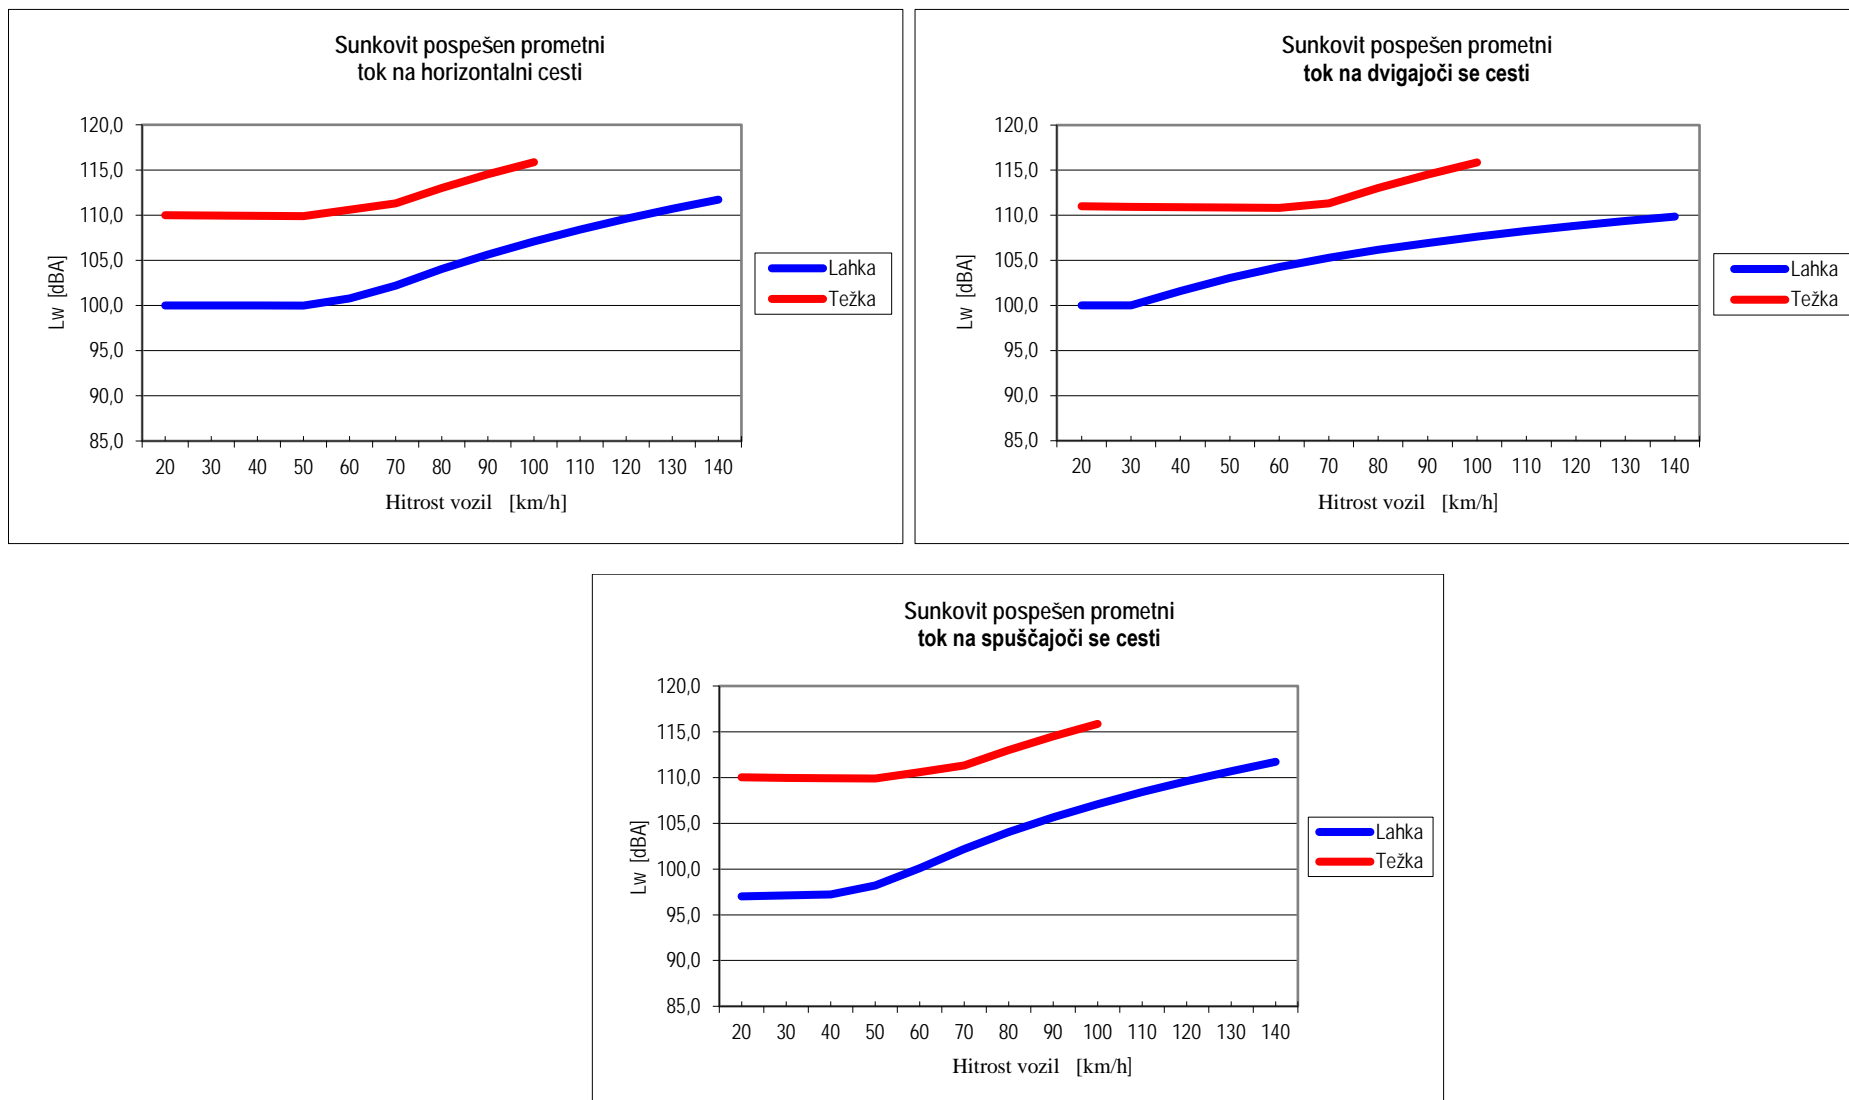 Sunkovit pospešen prometni
tok na horizontalni cesti
120,0
115,0
110,0
105,0
100,0
95,0
90,0
85,0
Lw [dBA]
20 30 40 50 60 70 80 90 100 110 120 130 140
Hitrost vozil [km/h]
Lahka
Težka
Sunkovit pospešen prometni
tok na dvigajoči se cesti
120,0
115,0
110,0
105,0
100,0
95,0
90,0
85,0
Lw [dBA]
20 30 40 50 60 70 80 90 100 110 120 130 140
Hitrost vozil [km/h]
Lahka
Težka
Sunkovit pospešen prometni
tok na spuščajoči se cesti
120,0
115,0
110,0
105,0
100,0
95,0
90,0
85,0
Lw [dBA]
20 30 40 50 60 70 80 90 100 110 120 130 140
Hitrost vozil [km/h]
Lahka
Težka